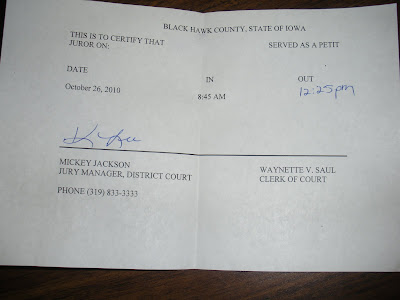 BLACK HAWK COUNTY, STATE OF IOWA
THIS IS TO CERTIFY THAT SERVED AS A PETIT
JUROR ON:
DATE IN OUT
October 26, 2010 8:45 AM 12:25pm
MICKEY JACKSON WAYNETTE V. SAUL
JURY MANAGER, DISTRICT COURT CLERK OF COURT
PHONE (319) 833-3333